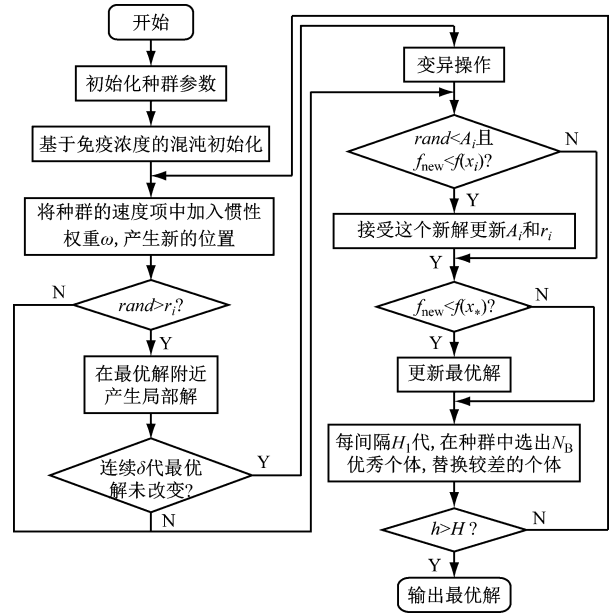 开始
初始化种群参数
基于免疫浓度的混沌初始化
将种群的速度项中加入惯性
权重ω,产生新的位置
N
rand>rᵢ?
Y
在最优解附近
产生局部解
连续δ代最优
解未改变?
Y
N
变异操作
rand<Aᵢ且
f_new<f(xᵢ)?
N
Y
接受这个新解更新Aᵢ和rᵢ
Y
f_new<f(x_*)?
N
Y
更新最优解
每间隔H₁代,在种群中选出N_B
优秀个体,替换较差的个体
h>H?
N
Y
输出最优解